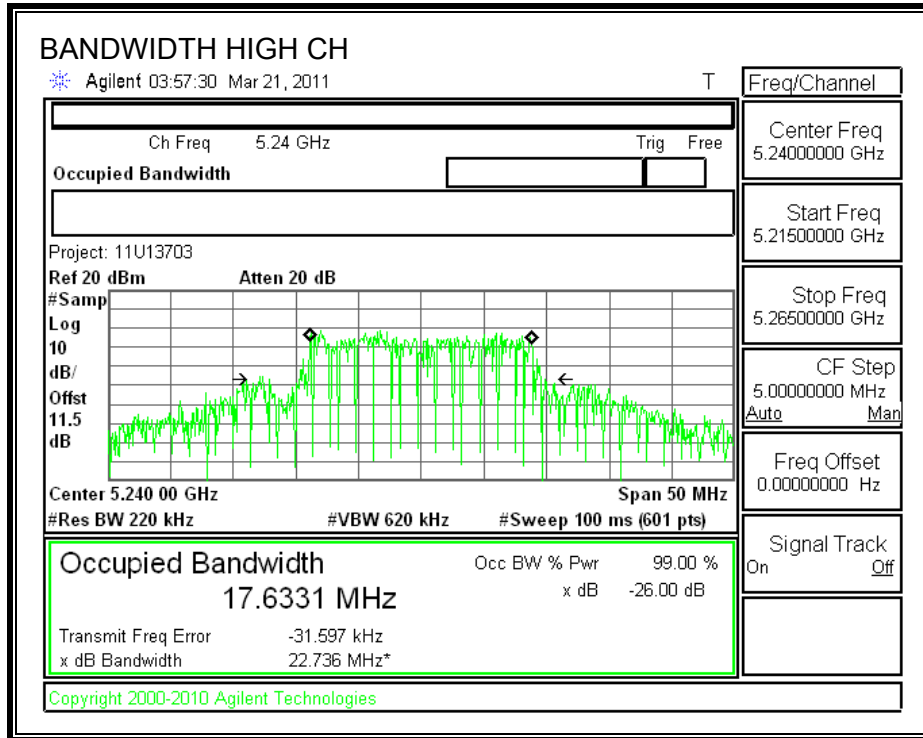 BANDWIDTH HIGH CH
Agilent 03:57:30 Mar 21, 2011 T
Freq/Channel
Ch Freq 5.24 GHz Trig Free
Occupied Bandwidth
Center Freq
5.24000000 GHz
Start Freq
5.21500000 GHz
Stop Freq
5.26500000 GHz
CF Step
5.00000000 MHz
Auto Man
Freq Offset
0.00000000 Hz
Signal Track
On Off
Project: 11U13703
Ref 20 dBm Atten 20 dB
#Samp
Log
10
dB/
Offst
11.5
dB
Center 5.240 00 GHz Span 50 MHz
#Res BW 220 kHz #VBW 620 kHz #Sweep 100 ms (601 pts)
Occupied Bandwidth Occ BW % Pwr 99.00 %
17.6331 MHz x dB -26.00 dB
Transmit Freq Error -31.597 kHz
x dB Bandwidth 22.736 MHz*
Copyright 2000-2010 Agilent Technologies